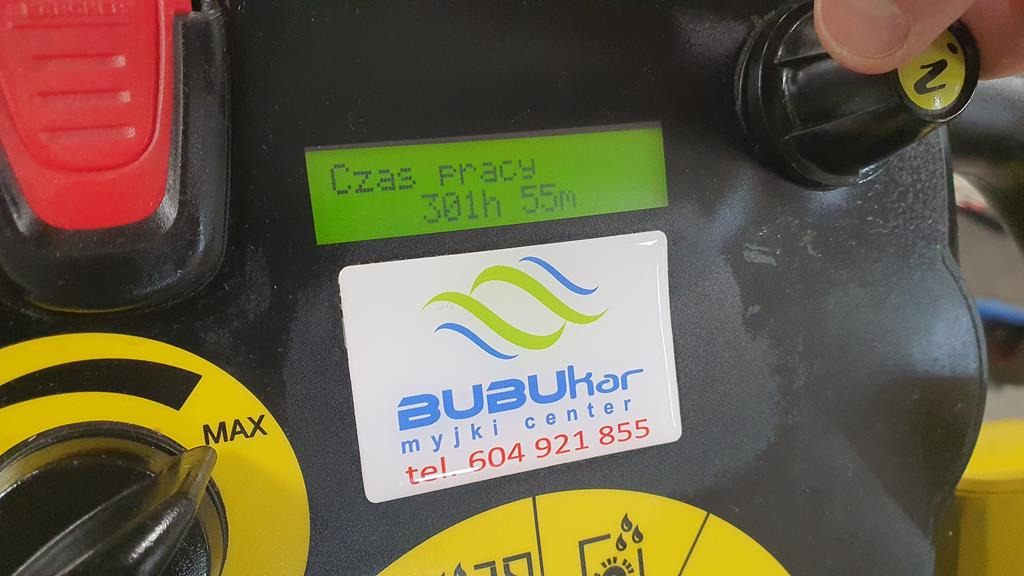 Czas pracy
301h 55m
BUBUkar
myjki center
tel. 604 921 855
MAX
i